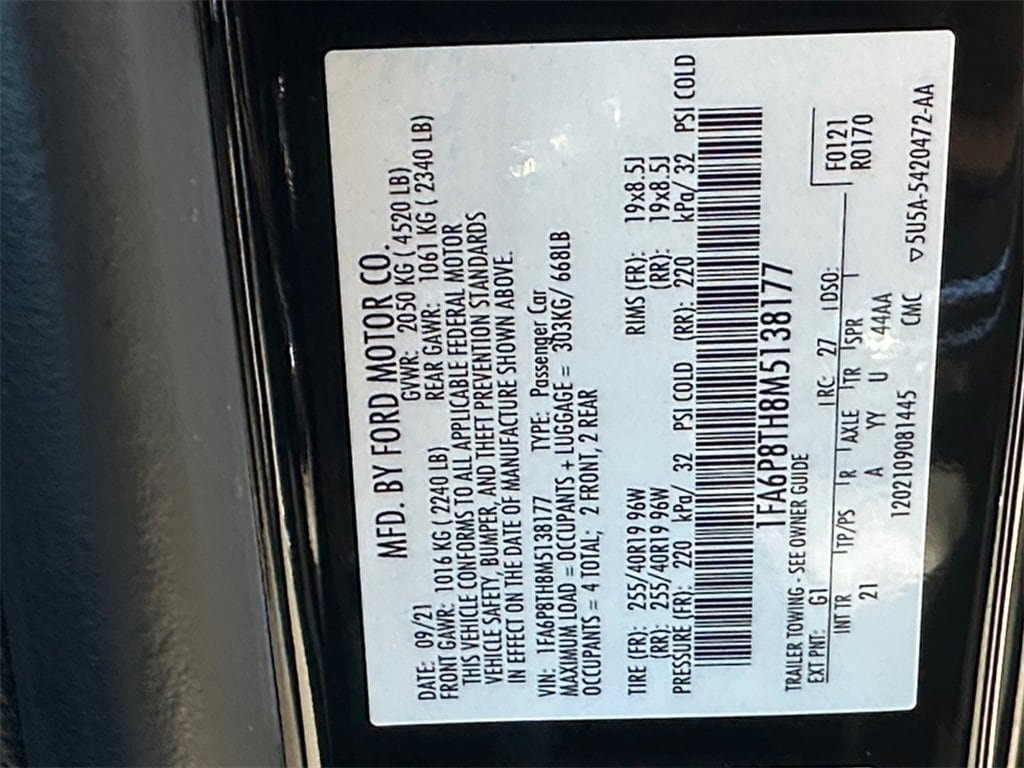 MFD. BY FORD MOTOR CO.
DATE: 09/21 GVWR: 2050 KG ( 4520 LB)
FRONT GAWR: 1016 KG ( 2240 LB) REAR GAWR: 1061 KG ( 2340 LB)
THIS VEHICLE CONFORMS TO ALL APPLICABLE FEDERAL MOTOR
VEHICLE SAFETY, BUMPER, AND THEFT PREVENTION STANDARDS
IN EFFECT ON THE DATE OF MANUFACTURE SHOWN ABOVE.
VIN: 1FA6P8TH8M5138177 TYPE: Passenger Car
MAXIMUM LOAD = OCCUPANTS + LUGGAGE = 303KG/ 668LB
OCCUPANTS = 4 TOTAL; 2 FRONT, 2 REAR
TIRE (FR): 255/40R19 96W RIMS (FR): 19x8.5J
(RR): 255/40R19 96W (RR): 19x8.5J
PRESSURE (FR): 220 kPa/ 32 PSI COLD (RR): 220 kPa/ 32 PSI COLD
1FA6P8TH8M5138177
TRAILER TOWING - SEE OWNER GUIDE
EXT PNT: G1 RC: 27 DSO: F0121
INT TR TP/PS R AXLE TR SPR R0170
21 A YY U 44AA
1202109081445 CMC ▽5U5A-5420472-AA